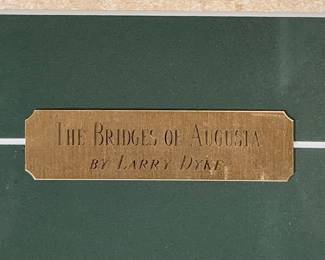 THE BRIDGES OF AUGUSTA
BY LARRY DYKE